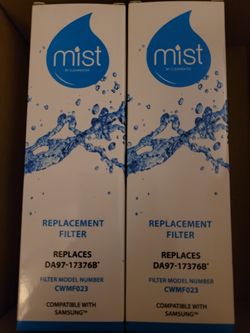 mist
BY CLEARWATER
REPLACEMENT
FILTER
REPLACES
DA97-17376B*
FILTER MODEL NUMBER
CWMF023
COMPATIBLE WITH
SAMSUNG™
mist
BY CLEARWATER
REPLACEMENT
FILTER
REPLACES
DA97-17376B*
FILTER MODEL NUMBER
CWMF023
COMPATIBLE WITH
SAMSUNG™